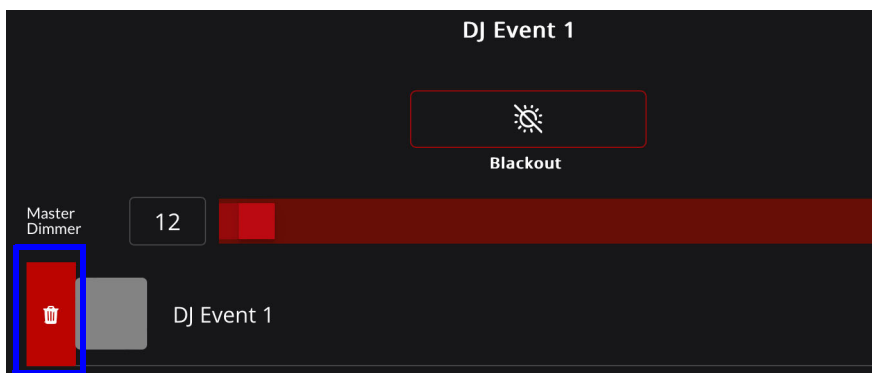 DJ Event 1
Blackout
Master
Dimmer
12
DJ Event 1